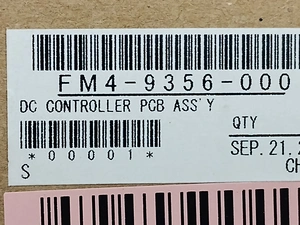 FM4-9356-000
DC CONTROLLER PCB ASS'Y
QTY
*00001*
SEP.21.2
S
CH